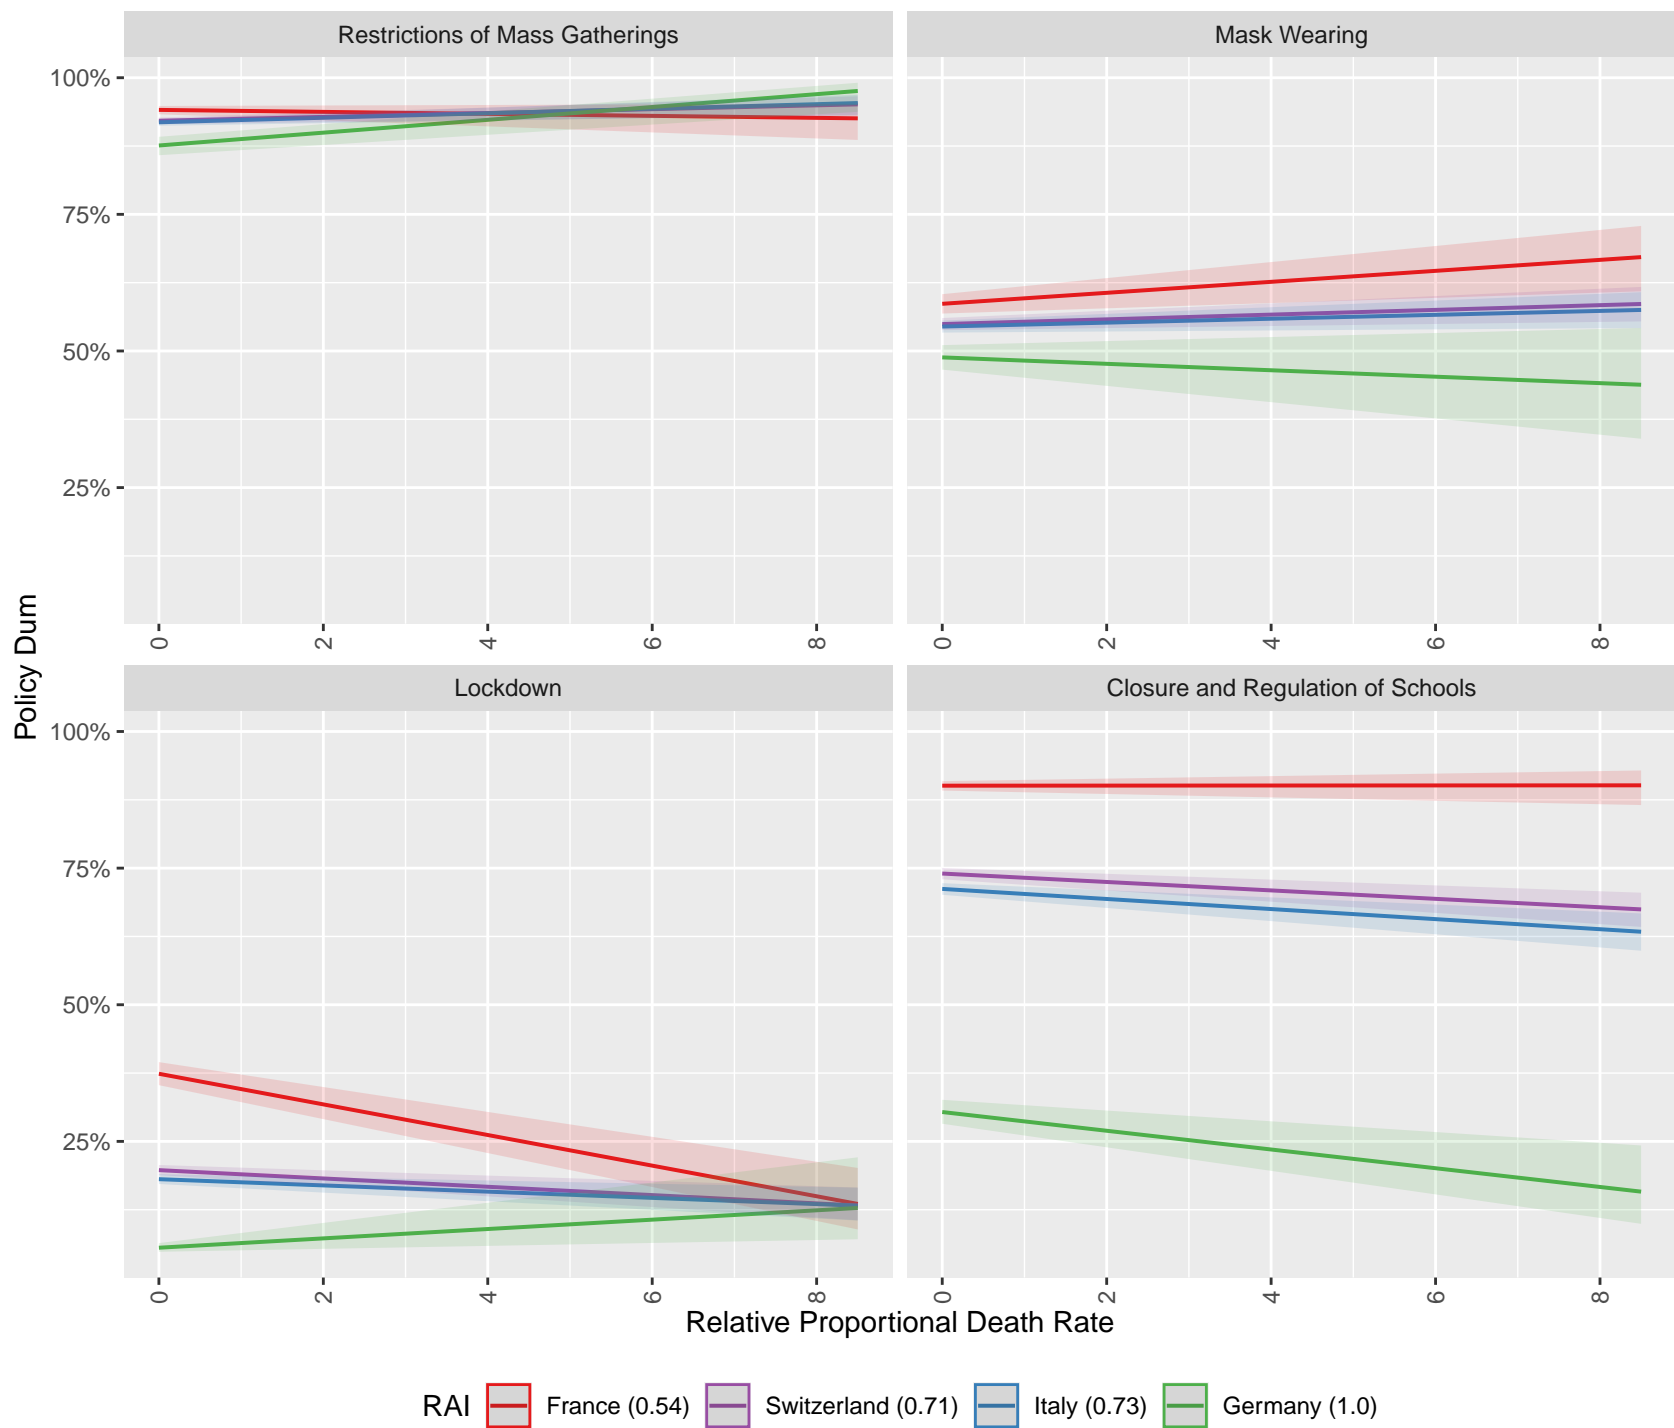 Restrictions of Mass Gatherings
Mask Wearing
100%
75%
50%
25%
0 2 4 6 8
0 2 4 6 8
Policy Dum
Lockdown
Closure and Regulation of Schools
100%
75%
50%
25%
0 2 4 6 8
0 2 4 6 8
Relative Proportional Death Rate
RAI France (0.54) Switzerland (0.71) Italy (0.73) Germany (1.0)